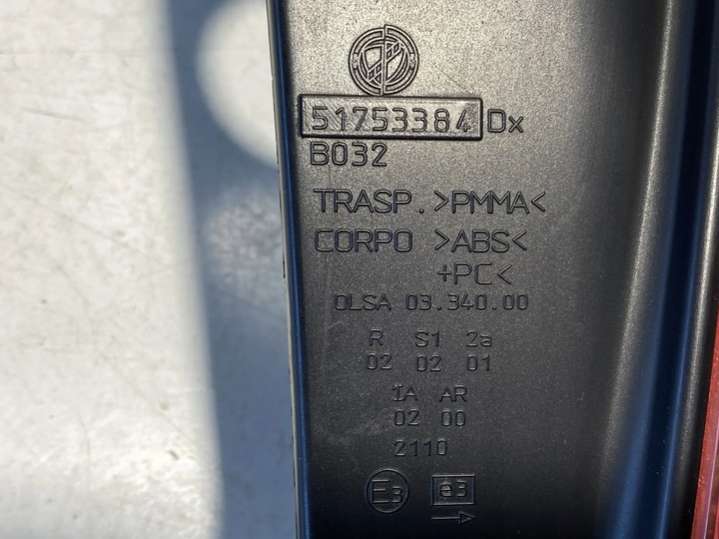 51753384 Dx
B032
TRASP. >PMMA<
CORPO >ABS<
+PC<
OLSA 03.340.00
R S1 2a
02 02 01
IA AR
02 00
2110
E3 e3